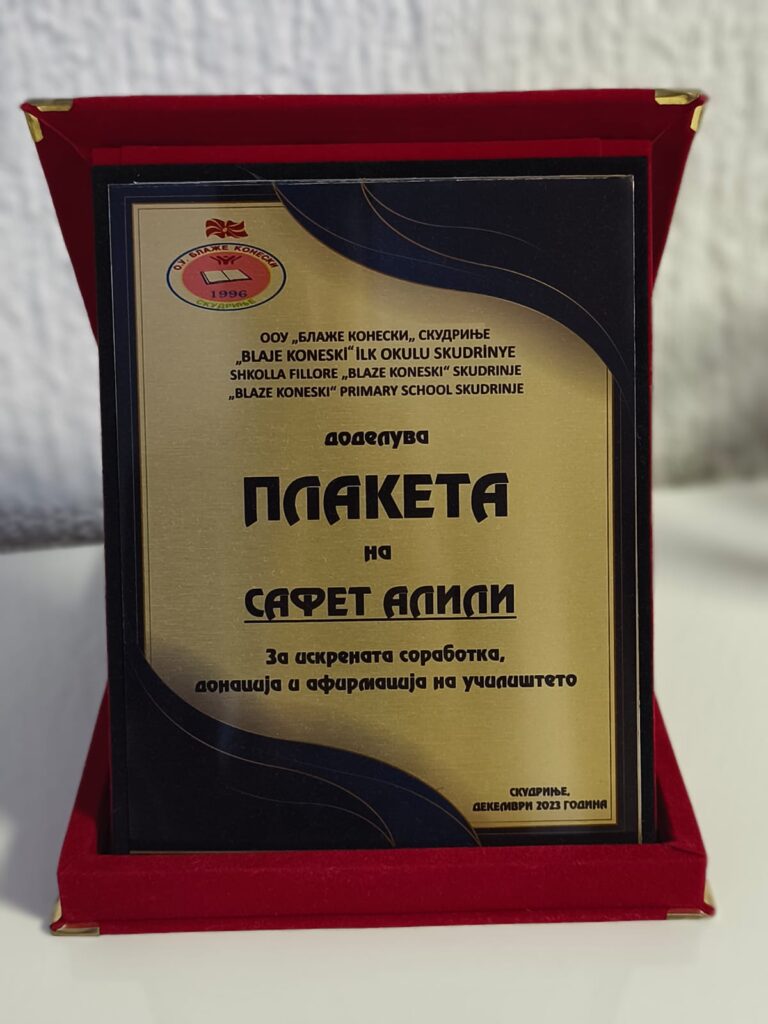 О.У. БЛАЖЕ КОНЕСКИ
1996
СКУДРИЊЕ
ООУ „БЛАЖЕ КОНЕСКИ„ СКУДРИЊЕ
„BLAJE KONESKI“ İLK OKULU SKUDRİNYE
SHKOLLA FILLORE „BLAZE KONESKI“ SKUDRINJE
„BLAZE KONESKI“ PRIMARY SCHOOL SKUDRINJE
доделува
ПЛАКЕТА
на
САФЕТ АЛИЛИ
За искрената соработка,
донација и афирмација на училиштето
СКУДРИЊЕ,
ДЕКЕМВРИ 2023 ГОДИНА